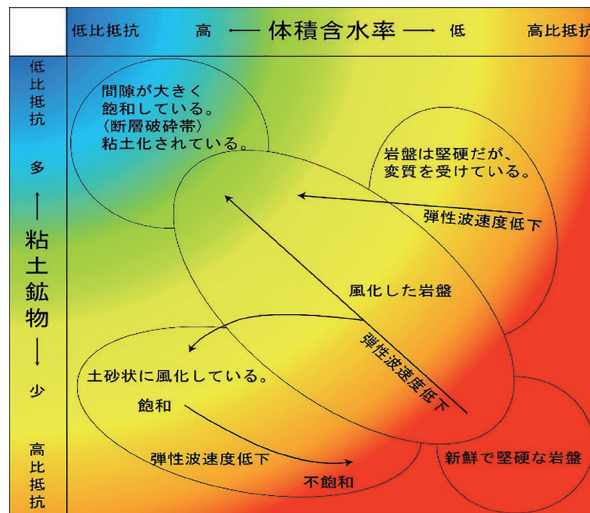 低比抵抗 高 ← 体積含水率 → 低 高比抵抗
低比抵抗
多
↑
粘土鉱物
↓
少
高比抵抗
間隙が大きく
飽和している。
（断層破砕帯）
粘土化されている。
岩盤は堅硬だが、
変質を受けている。
弾性波速度低下
風化した岩盤
弾性波速度低下
土砂状に風化している。
飽和
弾性波速度低下
不飽和
新鮮で堅硬な岩盤